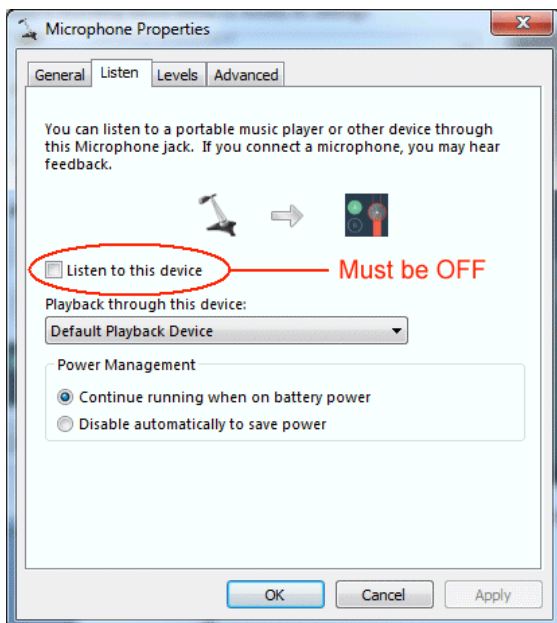 Microphone Properties
General Listen Levels Advanced
You can listen to a portable music player or other device through
this Microphone jack. If you connect a microphone, you may hear
feedback.
Listen to this device
Must be OFF
Playback through this device:
Default Playback Device
Power Management
Continue running when on battery power
Disable automatically to save power
OK Cancel Apply